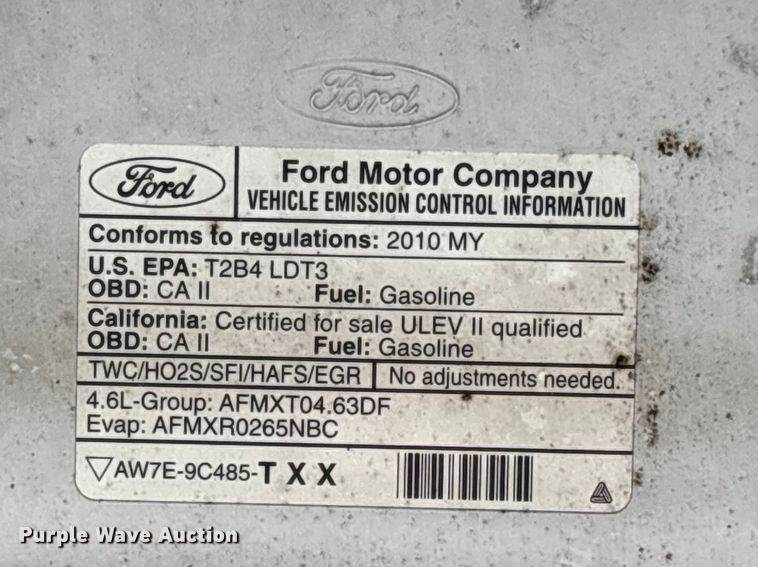 Ford
Ford
Ford Motor Company
VEHICLE EMISSION CONTROL INFORMATION
Conforms to regulations: 2010 MY
U.S. EPA: T2B4 LDT3
OBD: CA II Fuel: Gasoline
California: Certified for sale ULEV II qualified
OBD: CA II Fuel: Gasoline
TWC/HO2S/SFI/HAFS/EGR No adjustments needed.
4.6L-Group: AFMXT04.63DF
Evap: AFMXR0265NBC
AW7E-9C485-TXX
Purple Wave Auction